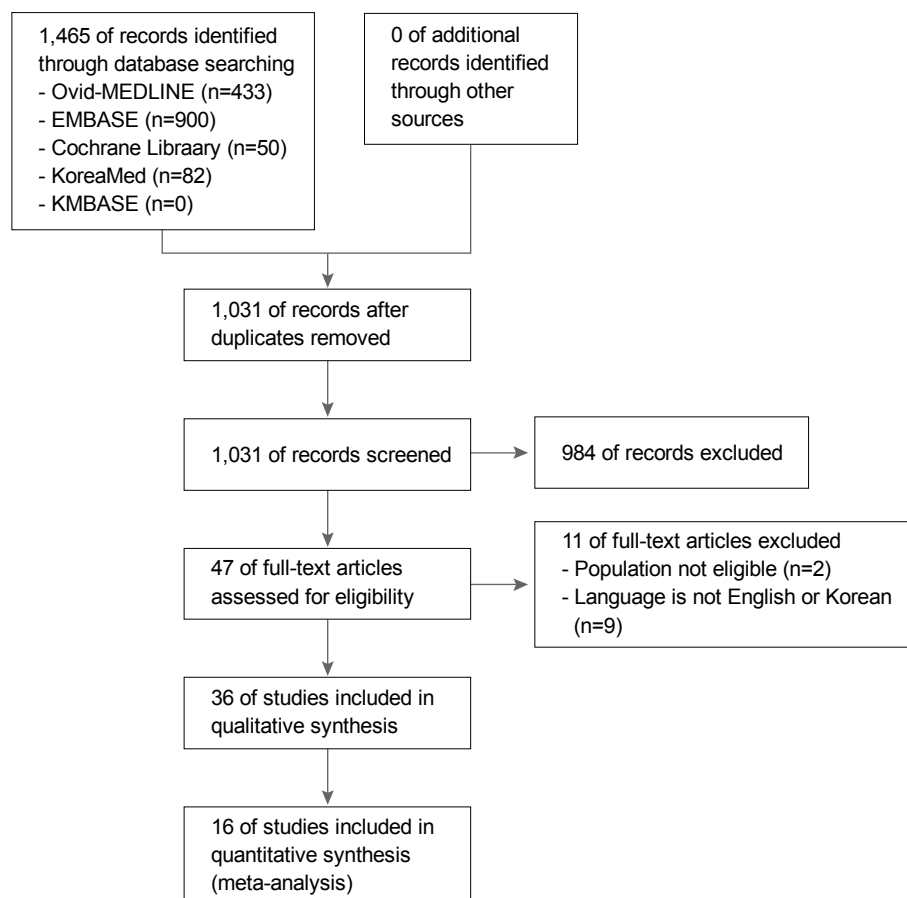 1,465 of records identified
through database searching
- Ovid-MEDLINE (n=433)
- EMBASE (n=900)
- Cochrane Libraary (n=50)
- KoreaMed (n=82)
- KMBASE (n=0)
0 of additional
records identified
through other
sources
1,031 of records after
duplicates removed
1,031 of records screened
984 of records excluded
47 of full-text articles
assessed for eligibility
11 of full-text articles excluded
- Population not eligible (n=2)
- Language is not English or Korean
(n=9)
36 of studies included in
qualitative synthesis
16 of studies included in
quantitative synthesis
(meta-analysis)